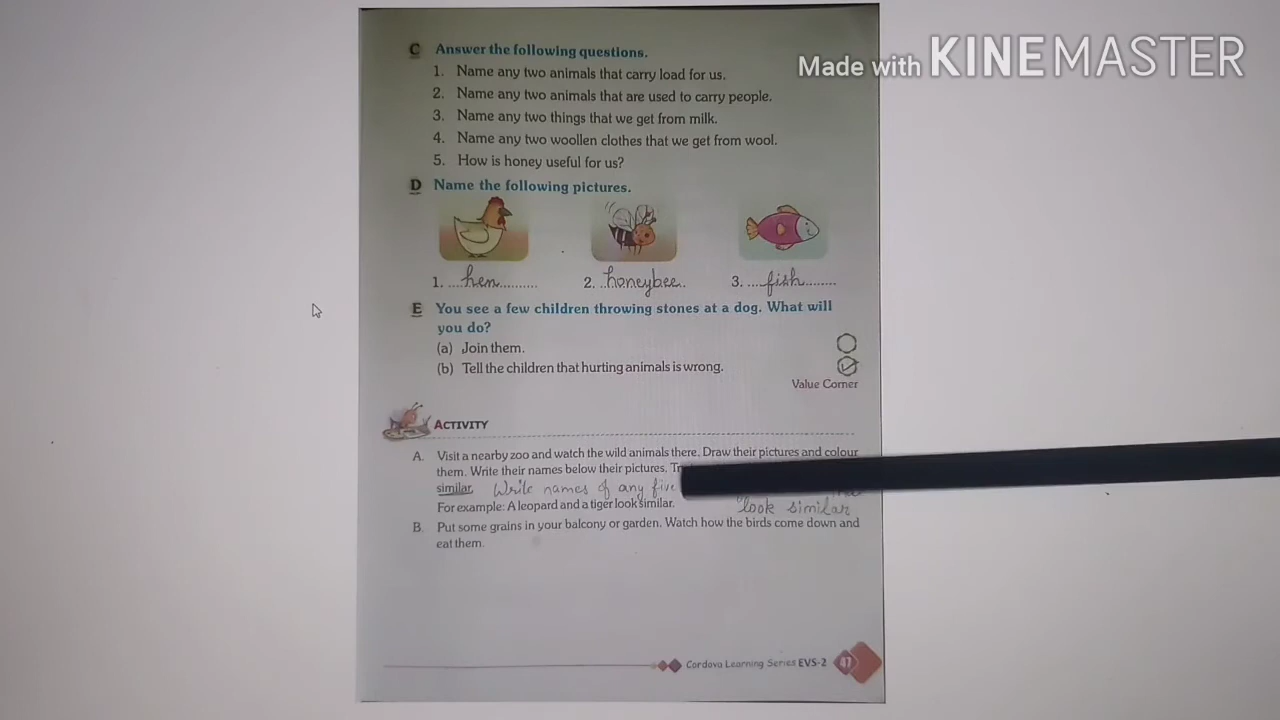 Made with KINEMASTER
C Answer the following questions.
1. Name any two animals that carry load for us.
2. Name any two animals that are used to carry people.
3. Name any two things that we get from milk.
4. Name any two woollen clothes that we get from wool.
5. How is honey useful for us?
D Name the following pictures.
1. ....hen.......... 2. ..honeybee.. 3. ....fish........
E You see a few children throwing stones at a dog. What will
you do?
(a) Join them.
(b) Tell the children that hurting animals is wrong.
Value Corner
ACTIVITY
A. Visit a nearby zoo and watch the wild animals there. Draw their pictures and colour
them. Write their names below their pictures.
similar. Write names of any five
For example: A leopard and a tiger look similar. look similar
B. Put some grains in your balcony or garden. Watch how the birds come down and
eat them.
Cordova Learning Series EVS-2 47